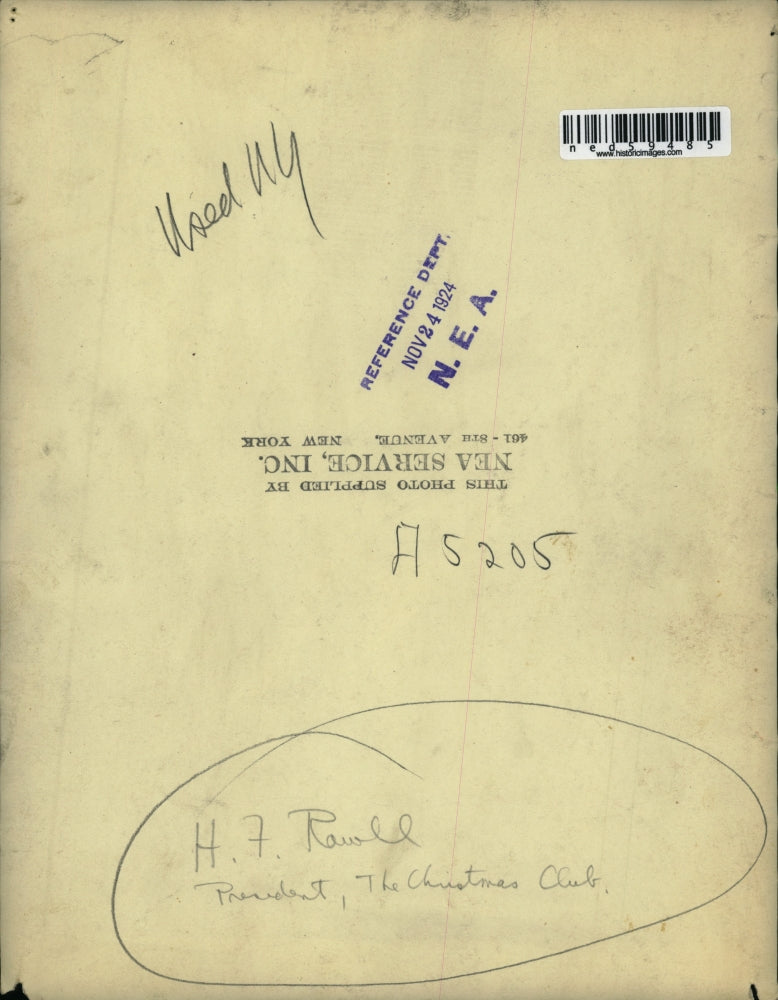 ned59485
www.historicimages.com
Used NY
REFERENCE DEPT.
NOV 24 1924
N. E. A.
THIS PHOTO SUPPLIED BY
NEA SERVICE, INC.
461 - 8TH AVENUE, NEW YORK
A5205
H. F. Rawll
President, The Christmas Club.